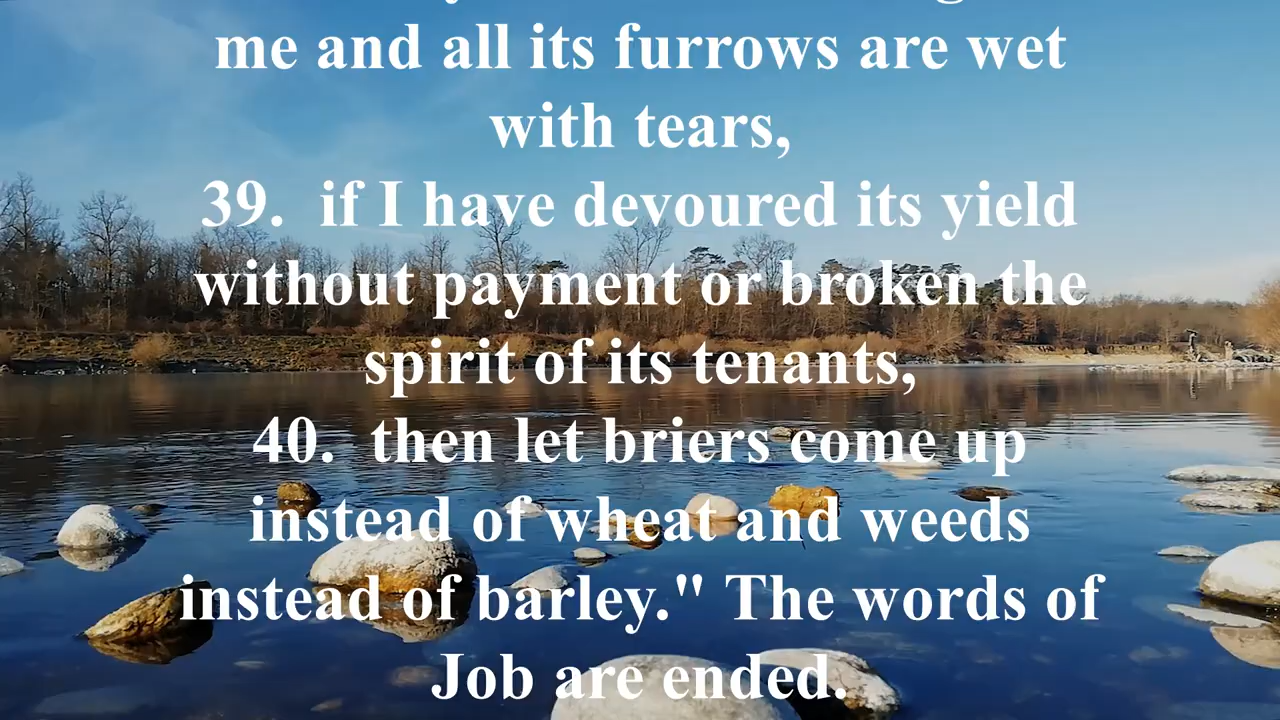 me and all its furrows are wet
with tears,
39. if I have devoured its yield
without payment or broken the
spirit of its tenants,
40. then let briers come up
instead of wheat and weeds
instead of barley." The words of
Job are ended.